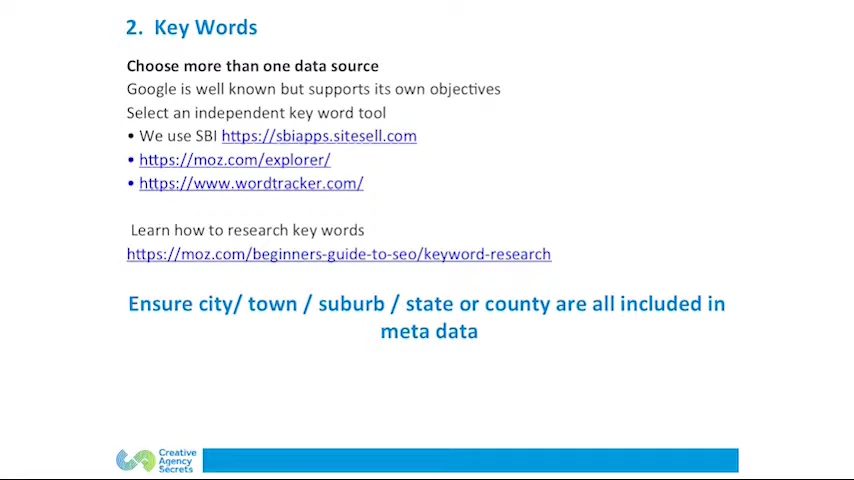 2. Key Words
Choose more than one data source
Google is well known but supports its own objectives
Select an independent key word tool
• We use SBI https://sbiapps.sitesell.com
• https://moz.com/explorer/
• https://www.wordtracker.com/
Learn how to research key words
https://moz.com/beginners-guide-to-seo/keyword-research
Ensure city/ town / suburb / state or county are all included in
meta data
Creative
Agency
Secrets